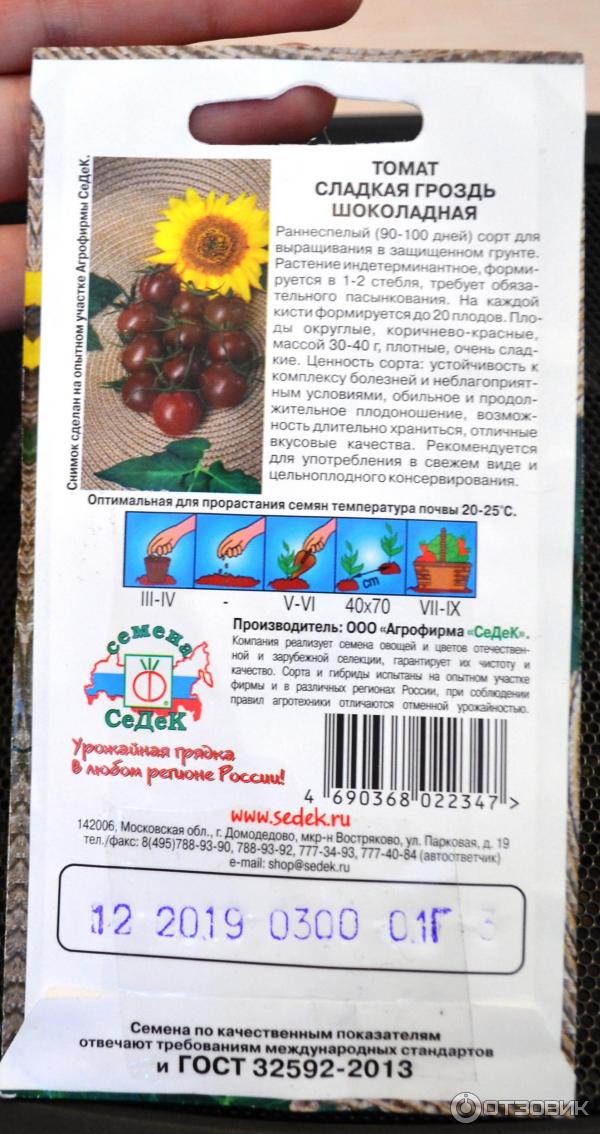 Снимок сделан на опытном участке Агрофирмы СеДеК.
ТОМАТ
СЛАДКАЯ ГРОЗДЬ
ШОКОЛАДНАЯ
Раннеспелый (90-100 дней) сорт для
выращивания в защищенном грунте.
Растение индетерминантное, форми-
руется в 1-2 стебля, требует обяза-
тельного пасынкования. На каждой
кисти формируется до 20 плодов. Пло-
ды округлые, коричнево-красные,
массой 30-40 г, плотные, очень слад-
кие. Ценность сорта: устойчивость к
комплексу болезней и неблагоприят-
ным условиями, обильное и продол-
жительное плодоношение, возмож-
ность длительно храниться, отличные
вкусовые качества. Рекомендуется
для употребления в свежем виде и
цельноплодного консервирования.
Оптимальная для прорастания семян температура почвы 20-25°С.
cm
III-IV - V-VI 40х70 VII-IX
Производитель: ООО «Агрофирма «СеДеК».
Компания реализует семена овощей и цветов отечествен-
ной и зарубежной селекции, гарантирует их чистоту и
качество. Сорта и гибриды испытаны на опытном участке
фирмы и в различных регионах России, при соблюдении
правил агротехники отличаются отменной урожайностью.
семена
СеДеК
Урожайная грядка
в любом регионе России!
4 690368 022347 >
www.sedek.ru
142006, Московская обл., г. Домодедово, мкр-н Востряково, ул. Парковая, д. 19
тел./факс: 8(495)788-93-90, 788-93-92, 777-34-93, 777-40-84 (автоответчик)
e-mail: shop@sedek.ru
12 2019 0300 0.1Г 3
Семена по качественным показателям
отвечают требованиям международных стандартов
и ГОСТ 32592-2013
ОТЗОВИК